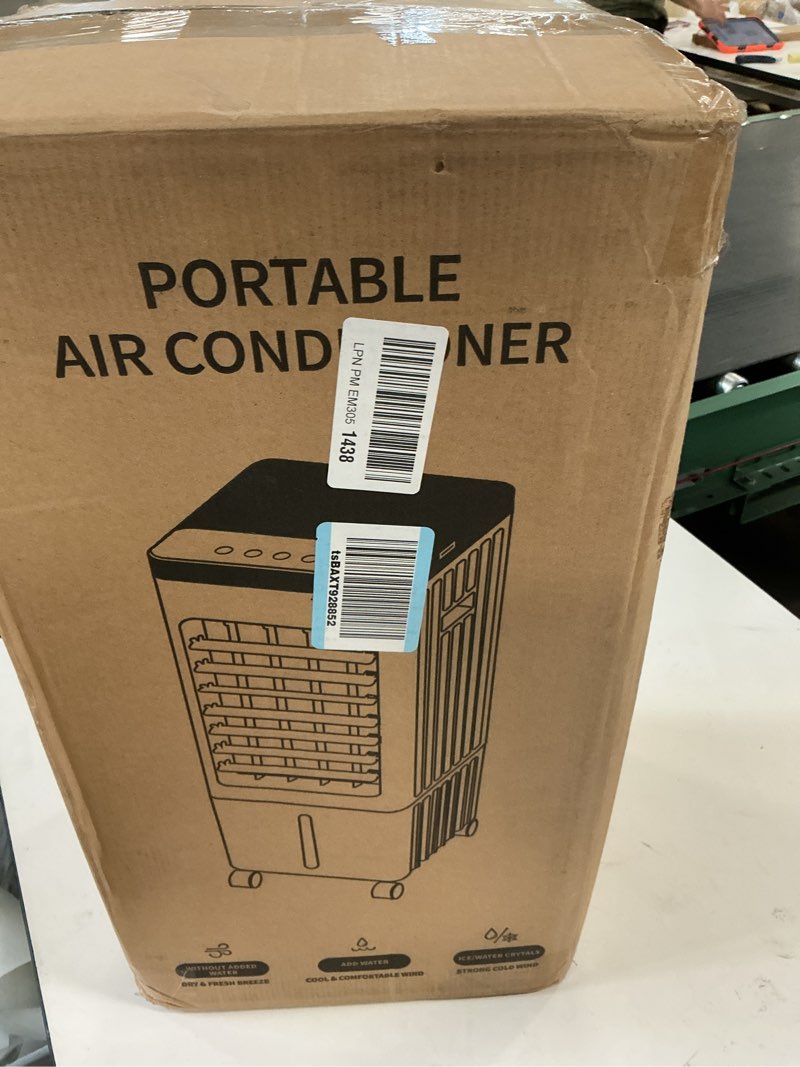 PORTABLE
AIR COND NER
LPN PM EM305 1438
tsBAXT928852
WITHOUT ADDED
WATER
DRY & FRESH BREEZE
ADD WATER
COOL & COMFORTABLE WIND
ICE/WATER CRYTALS
STRONG COLD WIND